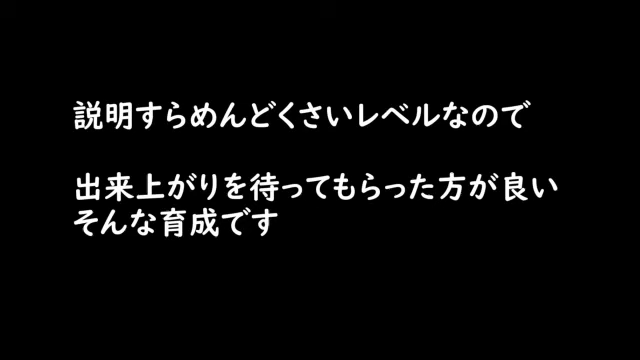 説明すらめんどくさいレベルなので
出来上がりを待ってもらった方が良い
そんな育成です